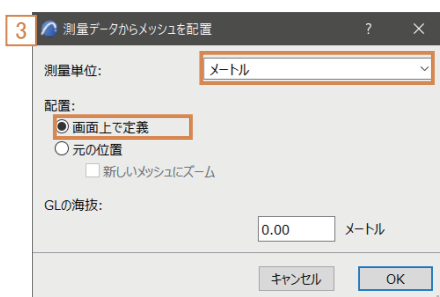 3
測量データからメッシュを配置 ? ×
測量単位: メートル
配置:
画面上で定義
元の位置
新しいメッシュにズーム
GLの海抜:
0.00 メートル
キャンセル OK